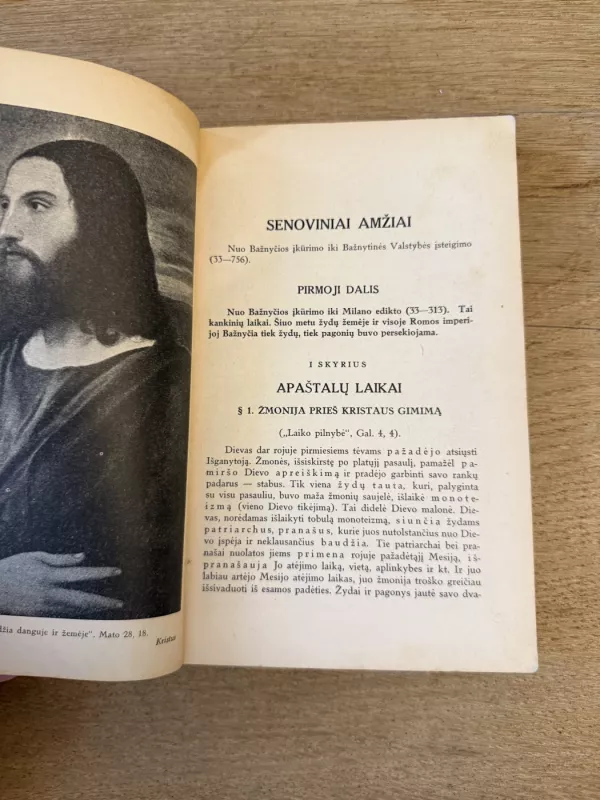 džia danguje ir žemėje". Mato 28, 18.
Kristus
SENOVINIAI AMŽIAI
Nuo Bažnyčios įkūrimo iki Bažnytinės Valstybės įsteigimo
(33—756).
PIRMOJI DALIS
Nuo Bažnyčios įkūrimo iki Milano edikto (33—313). Tai
kankinių laikai. Šiuo metu žydų žemėje ir visoje Romos imperi-
joj Bažnyčia tiek žydų, tiek pagonių buvo persekiojama.
I SKYRIUS
APAŠTALŲ LAIKAI
§ 1. ŽMONIJA PRIEŠ KRISTAUS GIMIMĄ
(„Laiko pilnybė", Gal. 4, 4).
Dievas dar rojuje pirmiesiems tėvams pažadėjo atsiųsti
Išganytoją. Žmonės, išsiskirstę po platųjį pasaulį, pamažėl pa-
miršo Dievo apreiškimą ir pradėjo garbinti savo rankų
padarus — stabus. Tik viena žydų tauta, kuri, palyginta
su visu pasauliu, buvo maža žmonių saujelė, išlaikė monote-
izmą (vieno Dievo tikėjimą). Tai didelė Dievo malonė. Die-
vas, norėdamas išlaikyti tobulą monoteizmą, siunčia žydams
patriarchus, pranašus, kurie juos nutolstančius nuo Die-
vo įspėja ir neklausančius baudžia. Tie patriarchai bei pra-
našai nuolatos jiems primena rojuje pažadėtąjį Mesiją, iš-
pranašauja Jo atėjimo laiką, vietą, aplinkybes ir kt. Ir juo
labiau artėjo Mesijo atėjimo laikas, juo žmonija troško greičiau
išsivaduoti iš esamos padėties. Žydai ir pagonys jautė savo dva-